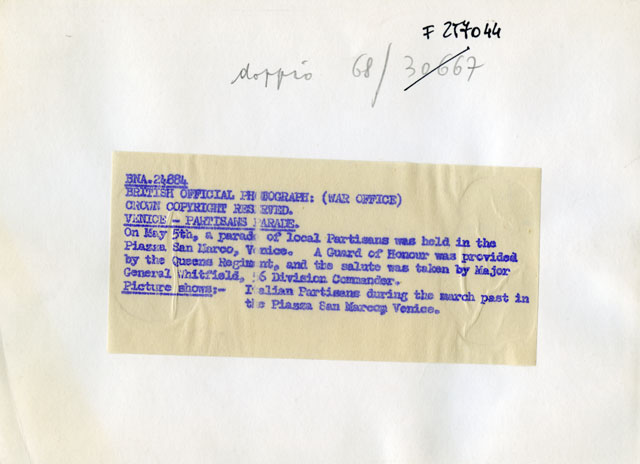 F 257044
doppio 68/30667
BNA.24884
BRITISH OFFICIAL PHOTOGRAPH: (WAR OFFICE)
CROWN COPYRIGHT RESERVED.
VENICE - PARTISANS PARADE.
On May 5th, a parade of local Partisans was held in the
Piazza San Marco, Venice. A Guard of Honour was provided
by the Queens Regiment, and the salute was taken by Major
General Whitfield, 56 Division Commander.
Picture shows:- Italian Partisans during the march past in
the Piazza San Marco, Venice.